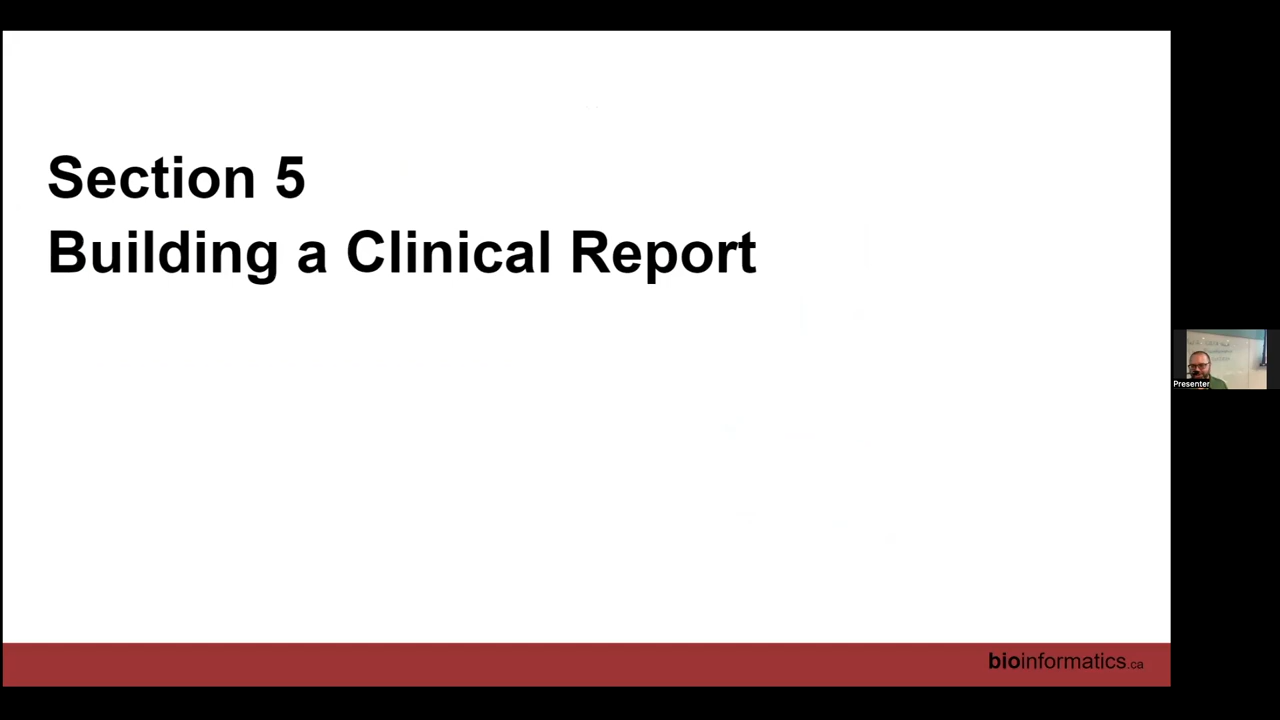 Section 5
Building a Clinical Report
Presenter
bioinformatics.ca